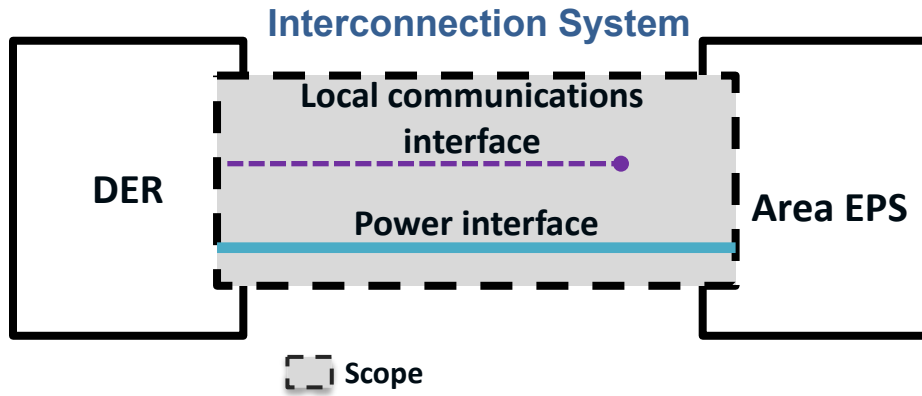 Interconnection System
Local communications
interface
DER
Power interface
Area EPS
Scope